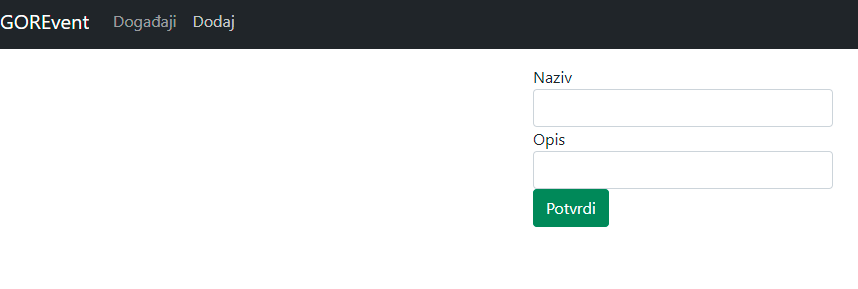 GOREvent Događaji Dodaj
Naziv
Opis
Potvrdi